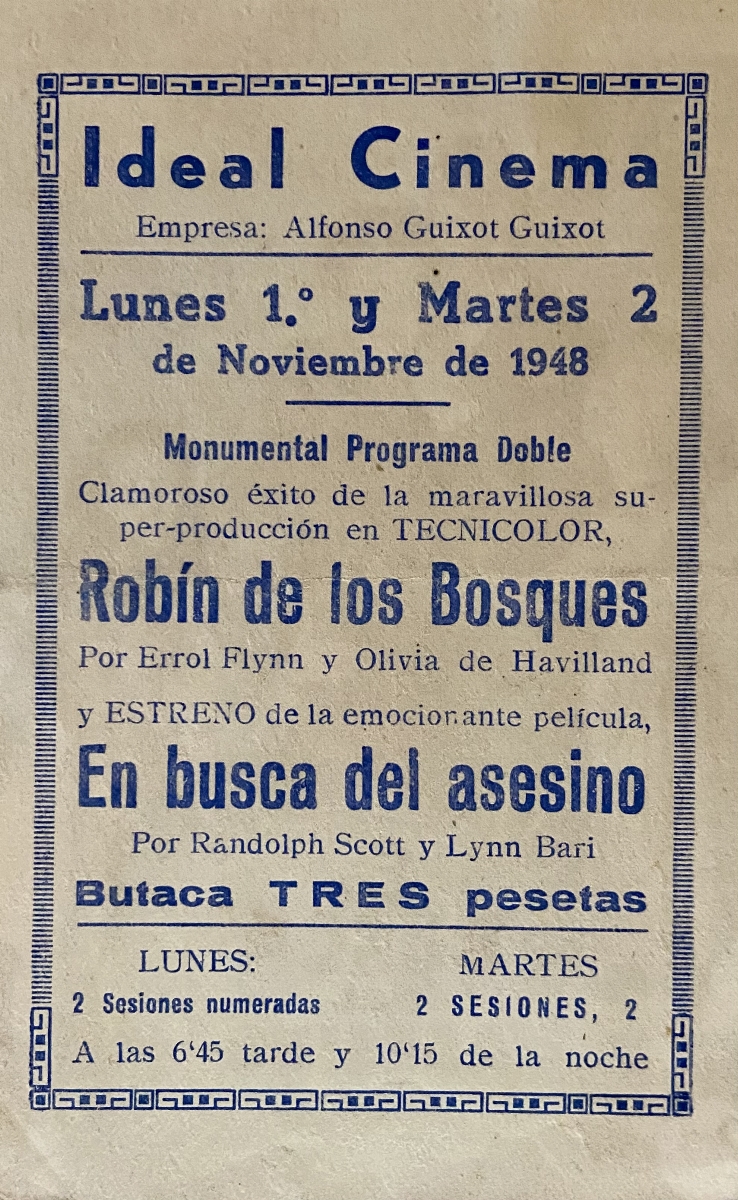 Ideal Cinema
Empresa: Alfonso Guixot Guixot
Lunes 1.º y Martes 2
de Noviembre de 1948
Monumental Programa Doble
Clamoroso éxito de la maravillosa su-
per-producción en TECNICOLOR,
Robín de los Bosques
Por Errol Flynn y Olivia de Havilland
y ESTRENO de la emocionante película,
En busca del asesino
Por Randolph Scott y Lynn Bari
Butaca TRES pesetas
LUNES:
2 Sesiones numeradas
MARTES
2 SESIONES, 2
A las 6‘45 tarde y 10‘15 de la noche